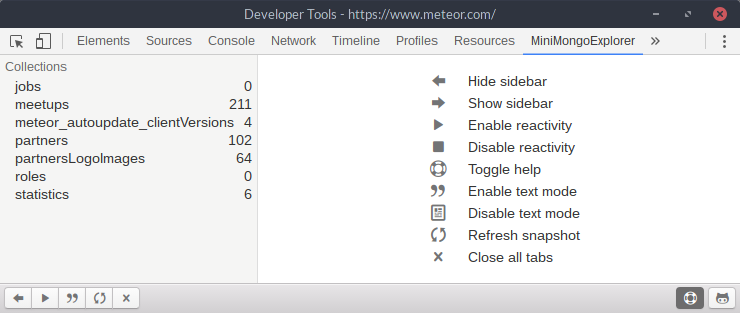 Developer Tools - https://www.meteor.com/
Elements Sources Console Network Timeline Profiles Resources MiniMongoExplorer »
Collections
jobs 0
meetups 211
meteor_autoupdate_clientVersions 4
partners 102
partnersLogoImages 64
roles 0
statistics 6
Hide sidebar
Show sidebar
Enable reactivity
Disable reactivity
Toggle help
Enable text mode
Disable text mode
Refresh snapshot
Close all tabs